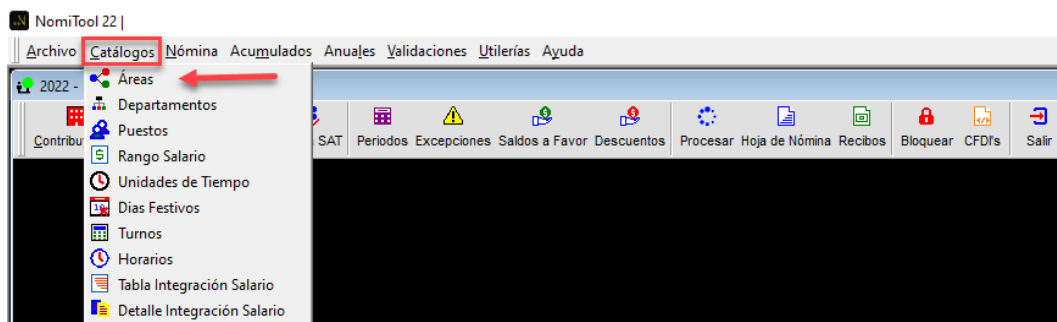 NomiTool 22 |
Archivo Catálogos Nómina Acumulados Anuales Validaciones Utilerías Ayuda
2022 -
Áreas
Departamentos
Puestos
Rango Salario
Unidades de Tiempo
Dias Festivos
Turnos
Horarios
Tabla Integración Salario
Detalle Integración Salario
Contribu
SAT Periodos Excepciones Saldos a Favor Descuentos Procesar Hoja de Nómina Recibos Bloquear CFDI's Salir